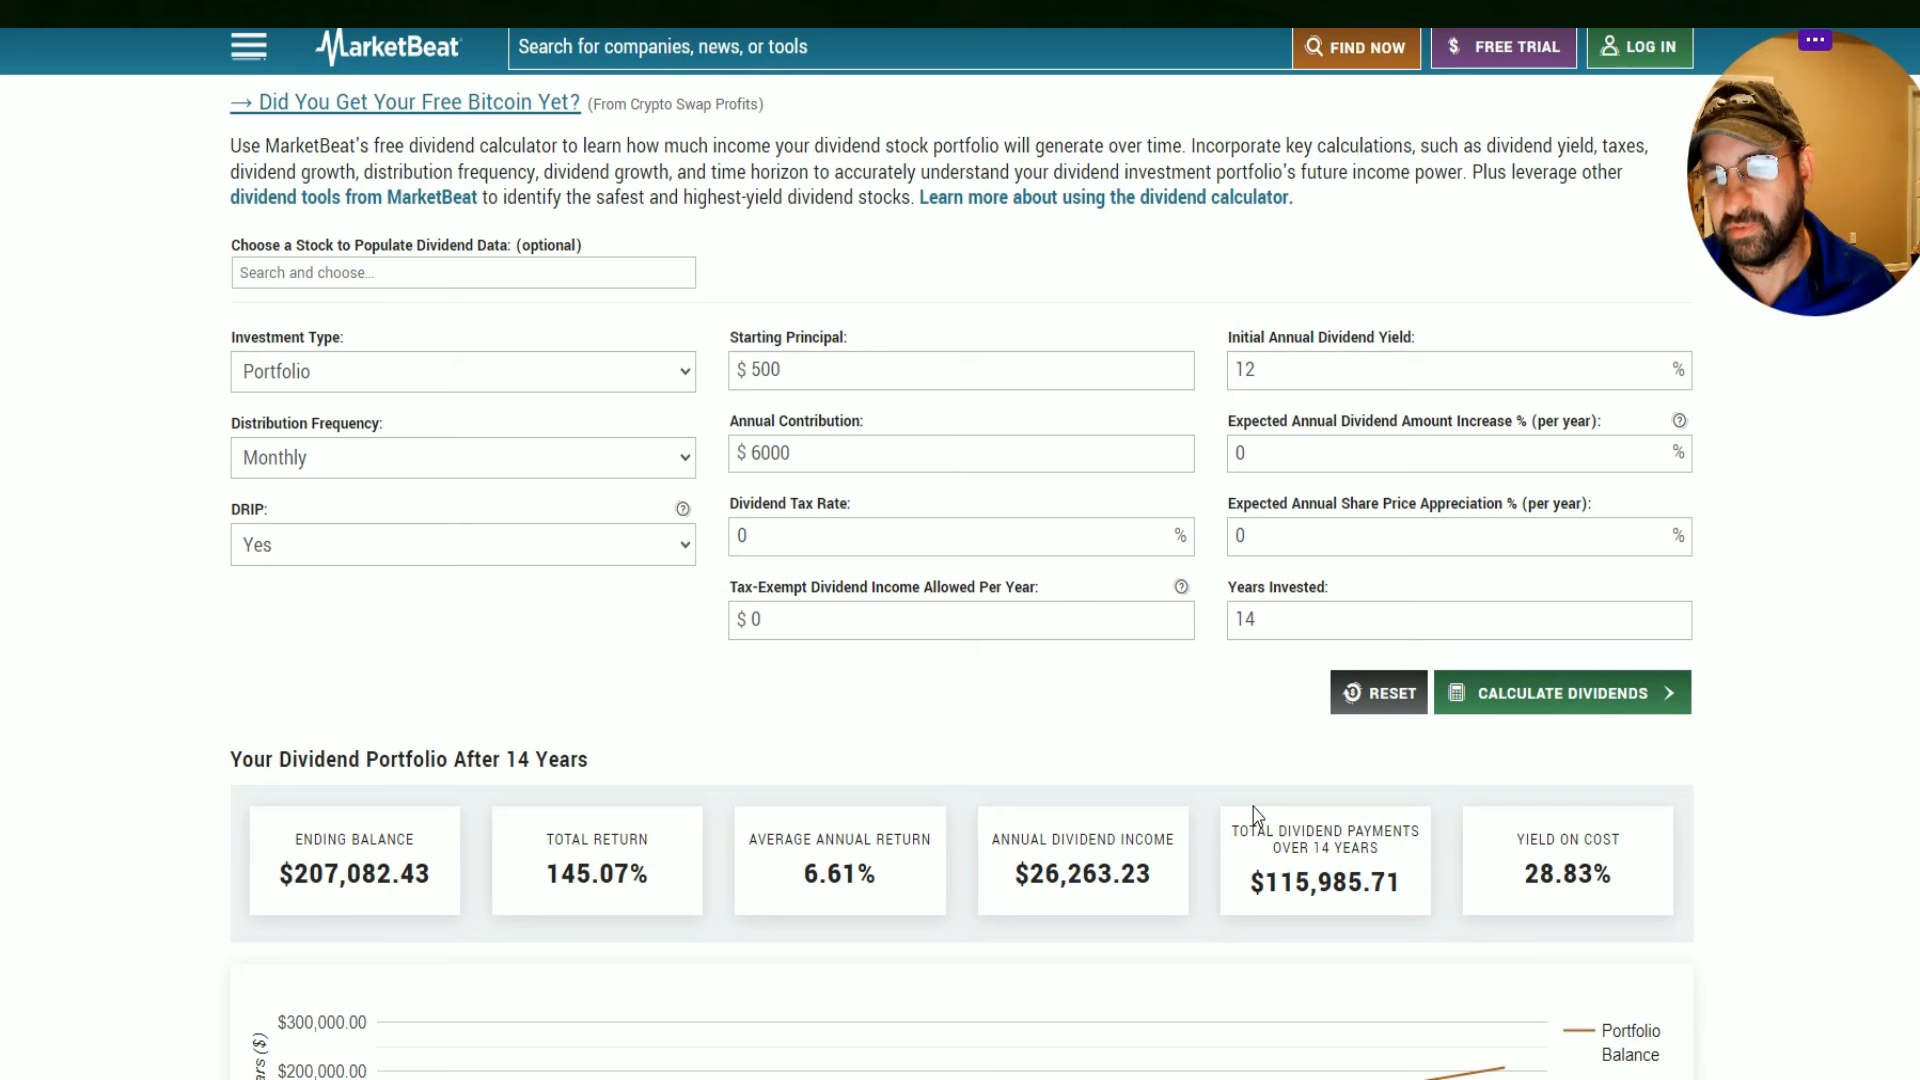 MarketBeat
Search for companies, news, or tools
FIND NOW
$ FREE TRIAL
LOG IN
→ Did You Get Your Free Bitcoin Yet? (From Crypto Swap Profits)
Use MarketBeat's free dividend calculator to learn how much income your dividend stock portfolio will generate over time. Incorporate key calculations, such as dividend yield, taxes,
dividend growth, distribution frequency, dividend growth, and time horizon to accurately understand your dividend investment portfolio's future income power. Plus leverage other
dividend tools from MarketBeat to identify the safest and highest-yield dividend stocks. Learn more about using the dividend calculator.
Choose a Stock to Populate Dividend Data: (optional)
Search and choose...
Investment Type:
Portfolio
Distribution Frequency:
Monthly
DRIP:
Yes
Starting Principal:
$ 500
Annual Contribution:
$ 6000
Dividend Tax Rate:
0 %
Tax-Exempt Dividend Income Allowed Per Year:
$ 0
Initial Annual Dividend Yield:
12 %
Expected Annual Dividend Amount Increase % (per year):
0 %
Expected Annual Share Price Appreciation % (per year):
0 %
Years Invested:
14
RESET
CALCULATE DIVIDENDS
Your Dividend Portfolio After 14 Years
ENDING BALANCE
$207,082.43
TOTAL RETURN
145.07%
AVERAGE ANNUAL RETURN
6.61%
ANNUAL DIVIDEND INCOME
$26,263.23
TOTAL DIVIDEND PAYMENTS
OVER 14 YEARS
$115,985.71
YIELD ON COST
28.83%
$300,000.00
$200,000.00
Portfolio
Balance